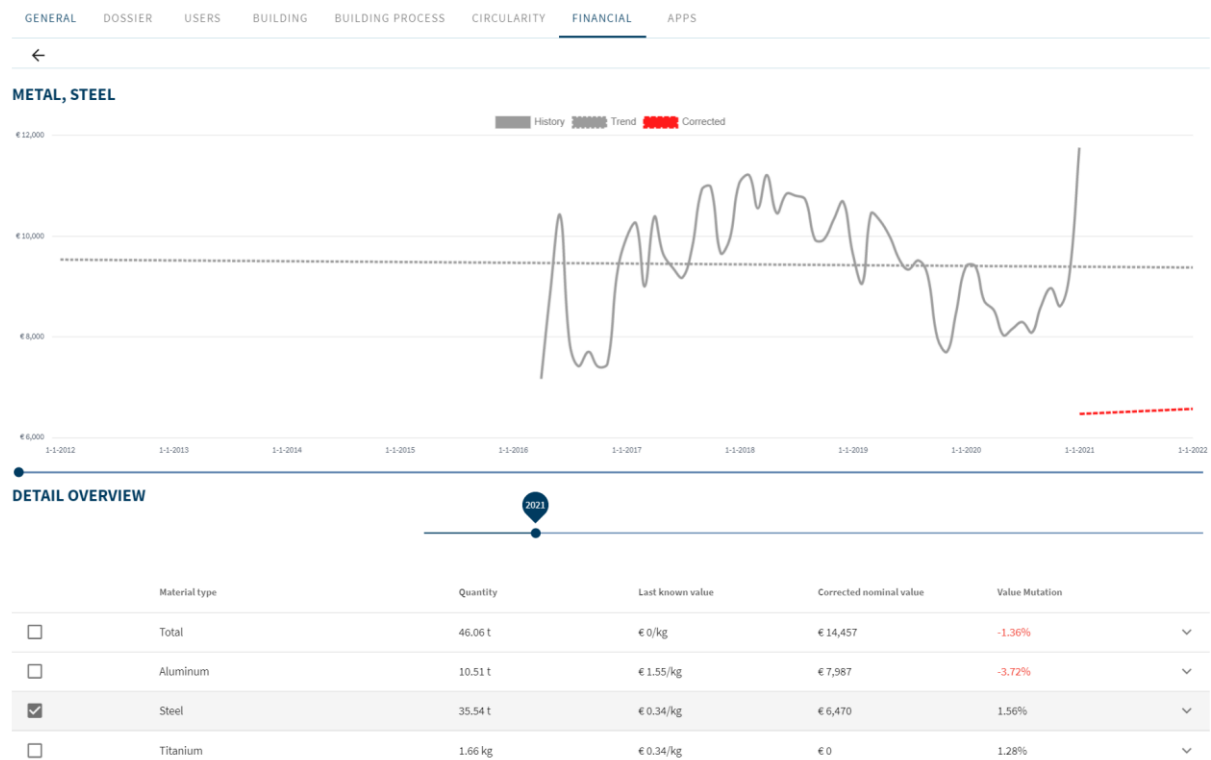 GENERAL DOSSIER USERS BUILDING BUILDING PROCESS CIRCULARITY FINANCIAL APPS
METAL, STEEL
History Trend Corrected
€ 12,000
€ 10,000
€ 8,000
€ 6,000
1-1-2012 1-1-2013 1-1-2014 1-1-2015 1-1-2016 1-1-2017 1-1-2018 1-1-2019 1-1-2020 1-1-2021 1-1-2022
DETAIL OVERVIEW
2021
Material type Quantity Last known value Corrected nominal value Value Mutation
Total 46.06 t € 0/kg € 14,457 -1.36%
Aluminum 10.51 t € 1.55/kg € 7,987 -3.72%
Steel 35.54 t € 0.34/kg € 6,470 1.56%
Titanium 1.66 kg € 0.34/kg € 0 1.28%